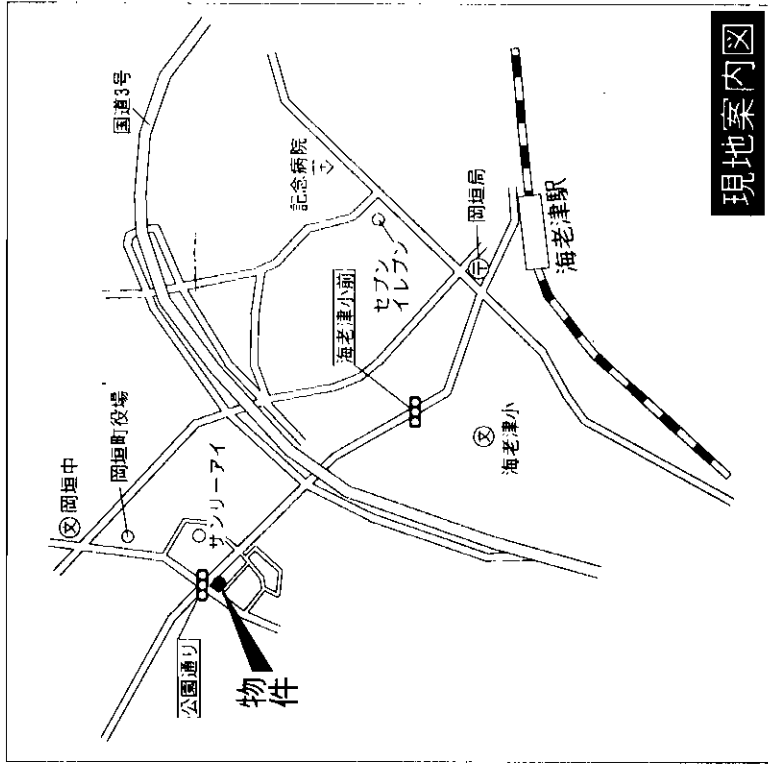 現地案内図
国道3号
記念病院
セブン
イレブン
岡垣局
海老津駅
海老津小前
海老津小
文
岡垣中
文
岡垣町役場
サンリーアイ
公園通り
物件
〒